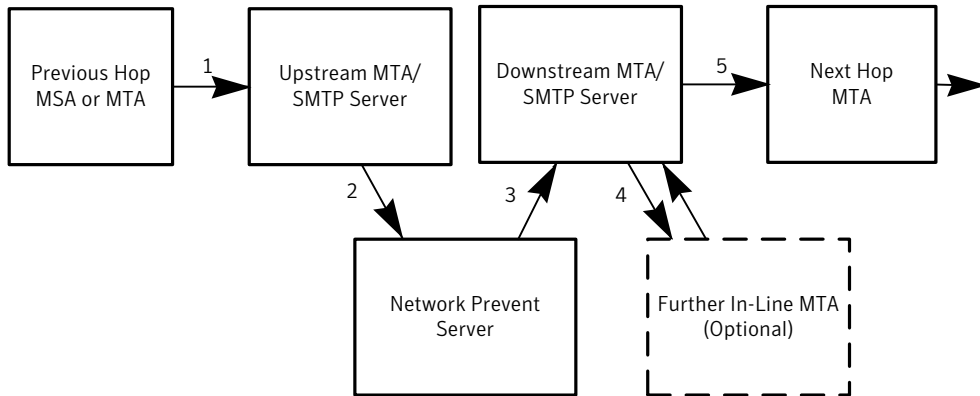 Previous Hop
MSA or MTA
1
Upstream MTA/
SMTP Server
Downstream MTA/
SMTP Server
5
Next Hop
MTA
2
3
4
Network Prevent
Server
Further In-Line MTA
(Optional)